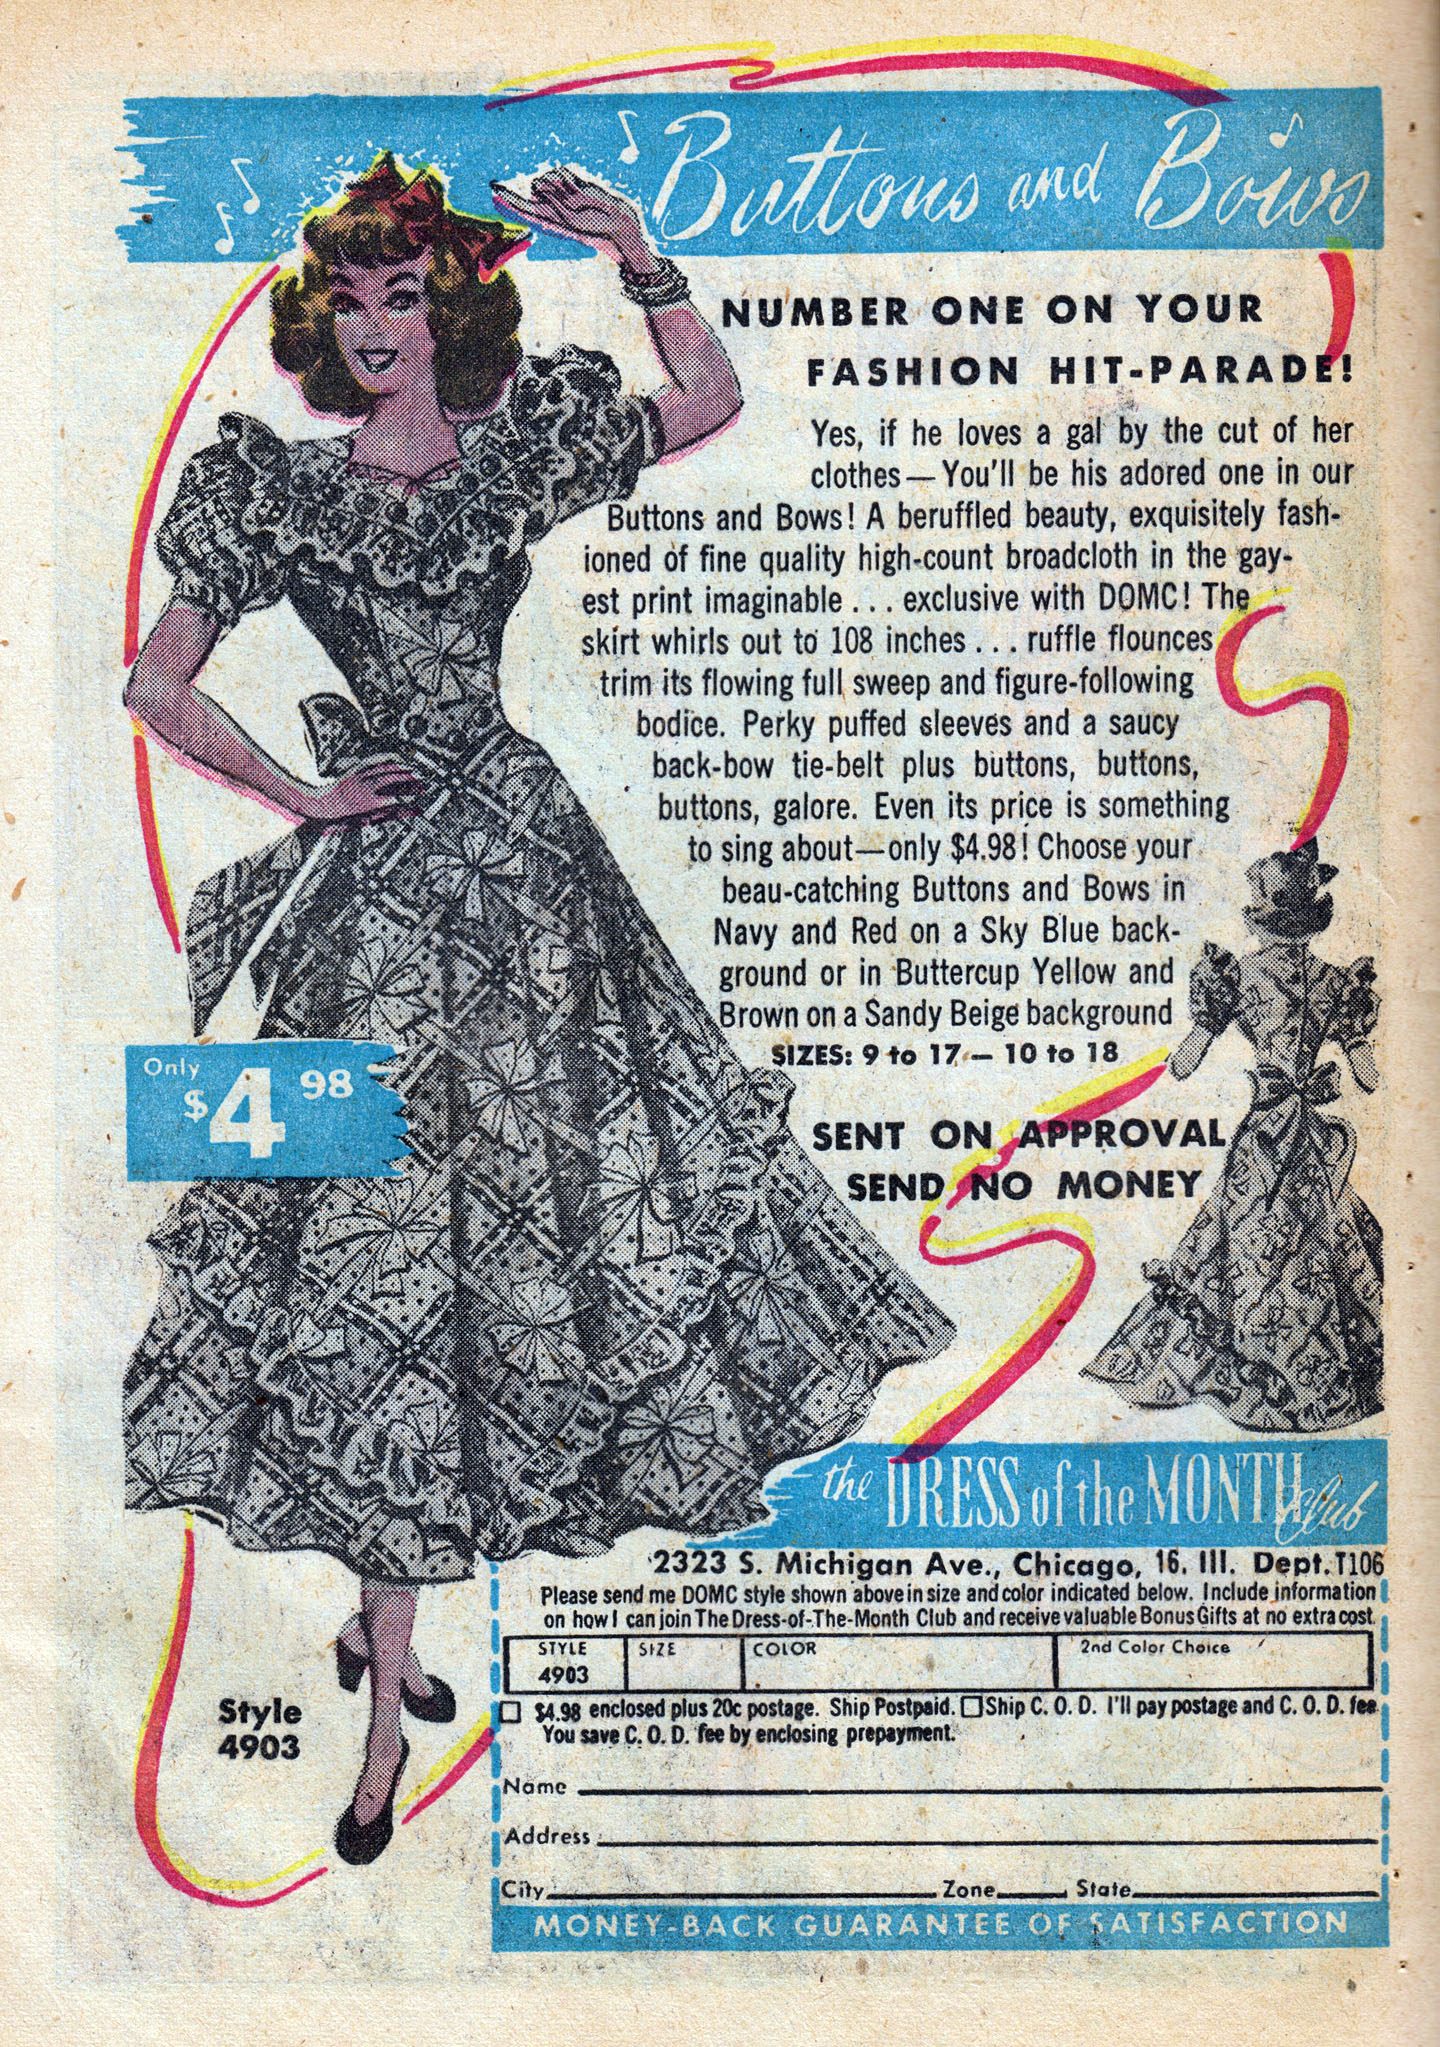 Buttons and Bows
NUMBER ONE ON YOUR
FASHION HIT-PARADE!
Yes, if he loves a gal by the cut of her
clothes—You'll be his adored one in our
Buttons and Bows! A beruffled beauty, exquisitely fash-
ioned of fine quality high-count broadcloth in the gay-
est print imaginable . . . exclusive with DOMC! The
skirt whirls out to 108 inches . . . ruffle flounces
trim its flowing full sweep and figure-following
bodice. Perky puffed sleeves and a saucy
back-bow tie-belt plus buttons, buttons,
buttons, galore. Even its price is something
to sing about—only $4.98! Choose your
beau-catching Buttons and Bows in
Navy and Red on a Sky Blue back-
ground or in Buttercup Yellow and
Brown on a Sandy Beige background
SIZES: 9 to 17 — 10 to 18
Only
$4 98
SENT ON APPROVAL
SEND NO MONEY
the DRESS of the MONTH Club
2323 S. Michigan Ave., Chicago, 16, Ill. Dept. T106
Please send me DOMC style shown above in size and color indicated below. Include information
on how I can join The Dress-of-The-Month Club and receive valuable Bonus Gifts at no extra cost.
STYLE SIZE COLOR 2nd Color Choice
4903
$4.98 enclosed plus 20c postage. Ship Postpaid. Ship C. O. D. I'll pay postage and C. O. D. fee.
You save C. O. D. fee by enclosing prepayment.
Style
4903
Name
Address
City Zone State
MONEY-BACK GUARANTEE OF SATISFACTION